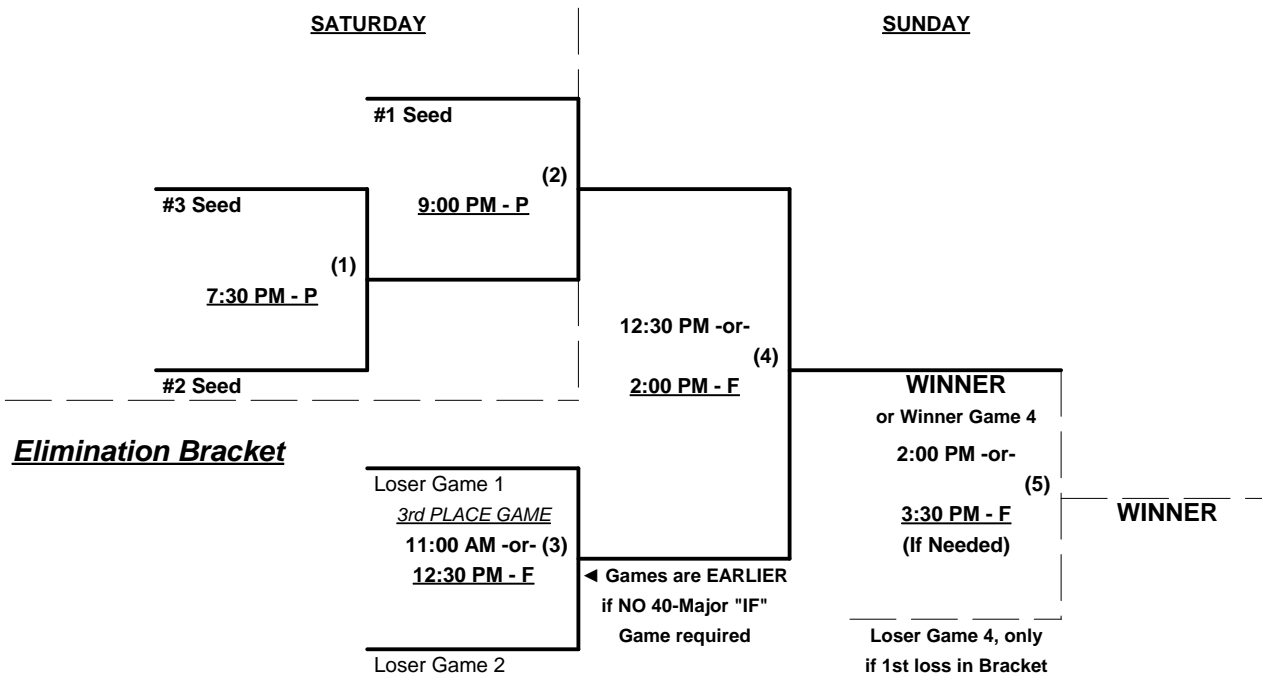 SATURDAY
SUNDAY
#1 Seed
(2)
9:00 PM - P
#3 Seed
(1)
7:30 PM - P
#2 Seed
12:30 PM -or-
(4)
2:00 PM - F
WINNER
or Winner Game 4
2:00 PM -or-
(5)
3:30 PM - F
(If Needed)
WINNER
Loser Game 4, only
if 1st loss in Bracket
Elimination Bracket
Loser Game 1
3rd PLACE GAME
11:00 AM -or- (3)
12:30 PM - F
◄ Games are EARLIER
if NO 40-Major "IF"
Game required
Loser Game 2